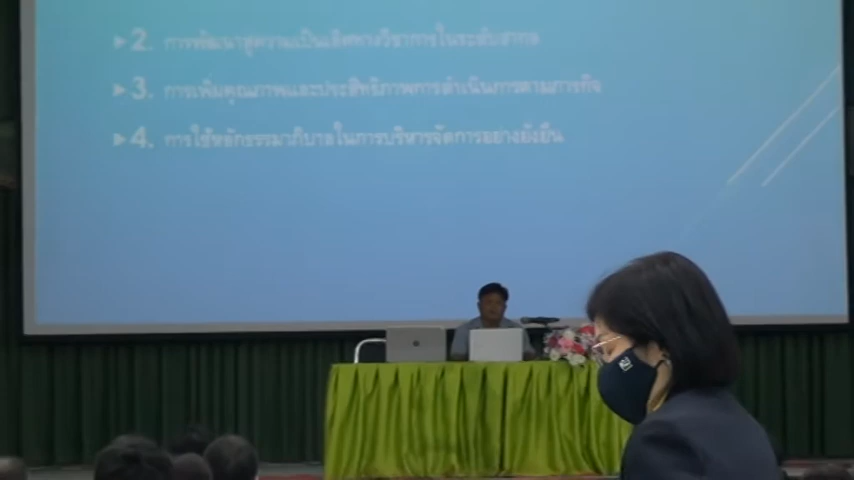 2. การพัฒนาสู่ความเป็นเลิศทางวิชาการในระดับสากล
3. การเพิ่มคุณภาพและประสิทธิภาพการดำเนินการตามภารกิจ
4. การใช้หลักธรรมาภิบาลในการบริหารจัดการอย่างยั่งยืน